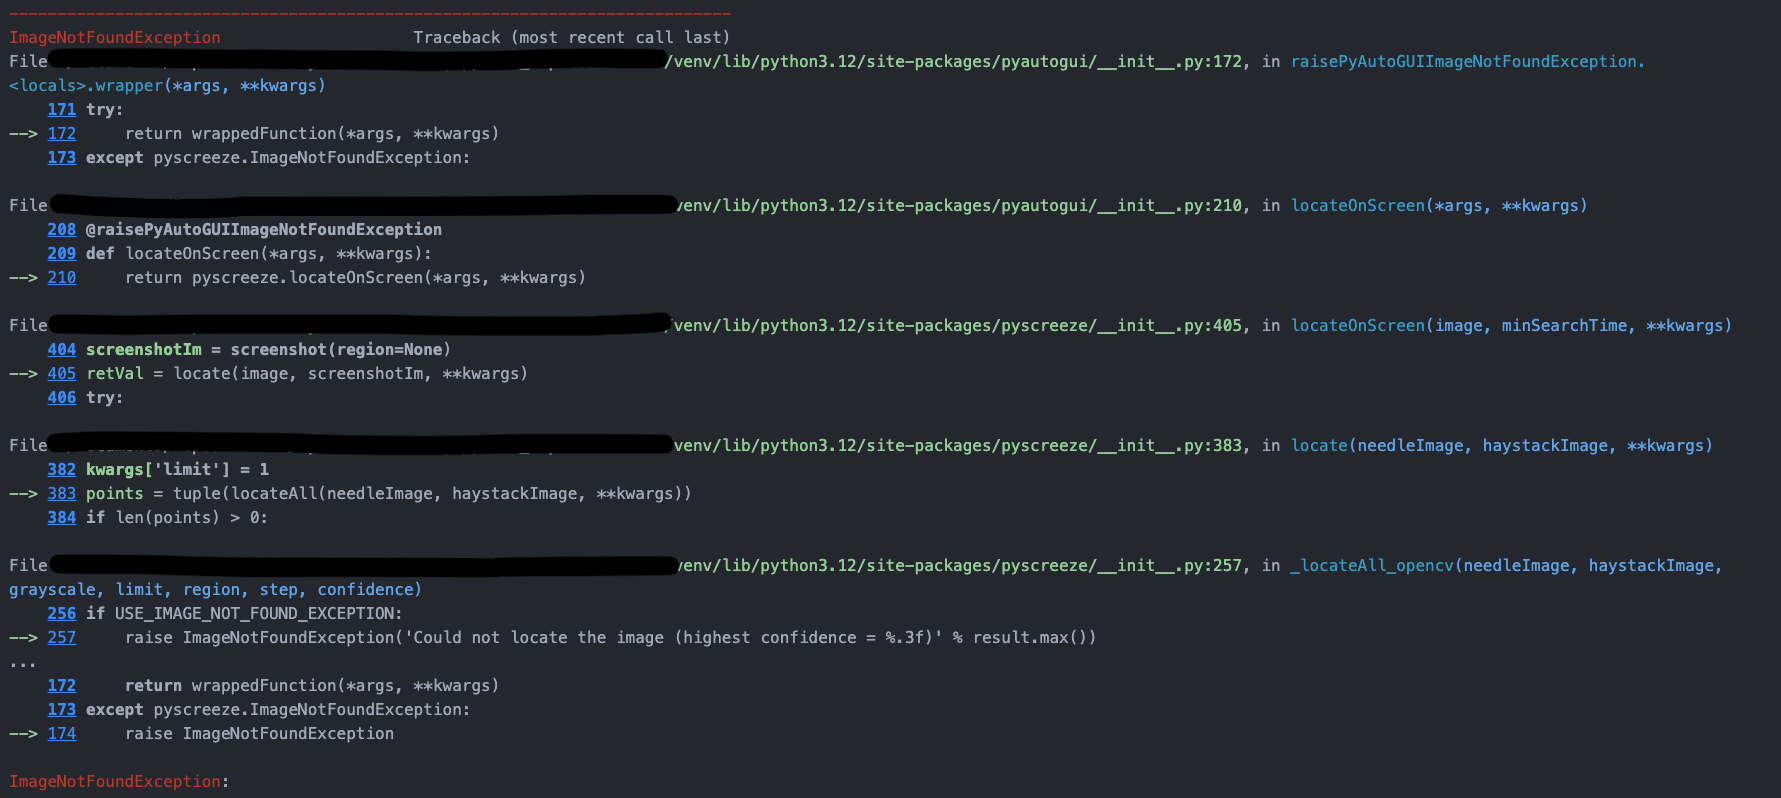 ImageNotFoundException Traceback (most recent call last)
File /venv/lib/python3.12/site-packages/pyautogui/__init__.py:172, in raisePyAutoGUIImageNotFoundException.
<locals>.wrapper(*args, **kwargs)
171 try:
--> 172 return wrappedFunction(*args, **kwargs)
173 except pyscreeze.ImageNotFoundException:
File venv/lib/python3.12/site-packages/pyautogui/__init__.py:210, in locateOnScreen(*args, **kwargs)
208 @raisePyAutoGUIImageNotFoundException
209 def locateOnScreen(*args, **kwargs):
--> 210 return pyscreeze.locateOnScreen(*args, **kwargs)
File /venv/lib/python3.12/site-packages/pyscreeze/__init__.py:405, in locateOnScreen(image, minSearchTime, **kwargs)
404 screenshotIm = screenshot(region=None)
--> 405 retVal = locate(image, screenshotIm, **kwargs)
406 try:
File venv/lib/python3.12/site-packages/pyscreeze/__init__.py:383, in locate(needleImage, haystackImage, **kwargs)
382 kwargs['limit'] = 1
--> 383 points = tuple(locateAll(needleImage, haystackImage, **kwargs))
384 if len(points) > 0:
File venv/lib/python3.12/site-packages/pyscreeze/__init__.py:257, in _locateAll_opencv(needleImage, haystackImage,
grayscale, limit, region, step, confidence)
256 if USE_IMAGE_NOT_FOUND_EXCEPTION:
--> 257 raise ImageNotFoundException('Could not locate the image (highest confidence = %.3f)' % result.max())
...
172 return wrappedFunction(*args, **kwargs)
173 except pyscreeze.ImageNotFoundException:
--> 174 raise ImageNotFoundException
ImageNotFoundException: